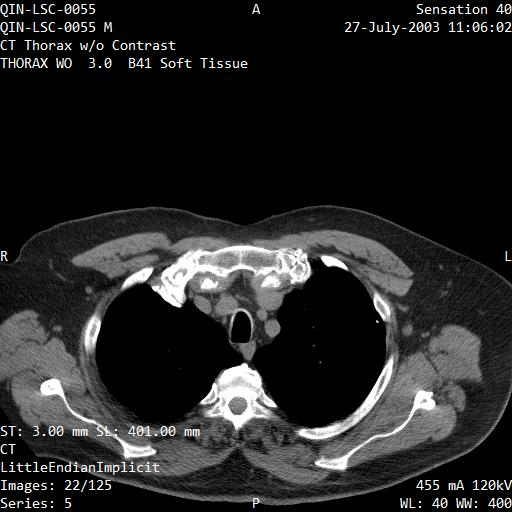 QIN-LSC-0055
A
Sensation 40
QIN-LSC-0055 M
27-July-2003 11:06:02
CT Thorax w/o Contrast
THORAX WO 3.0 B41 Soft Tissue
R
L
ST: 3.00 mm SL: 401.00 mm
CT
LittleEndianImplicit
Images: 22/125
455 mA 120kV
Series: 5
P
WL: 40 WW: 400